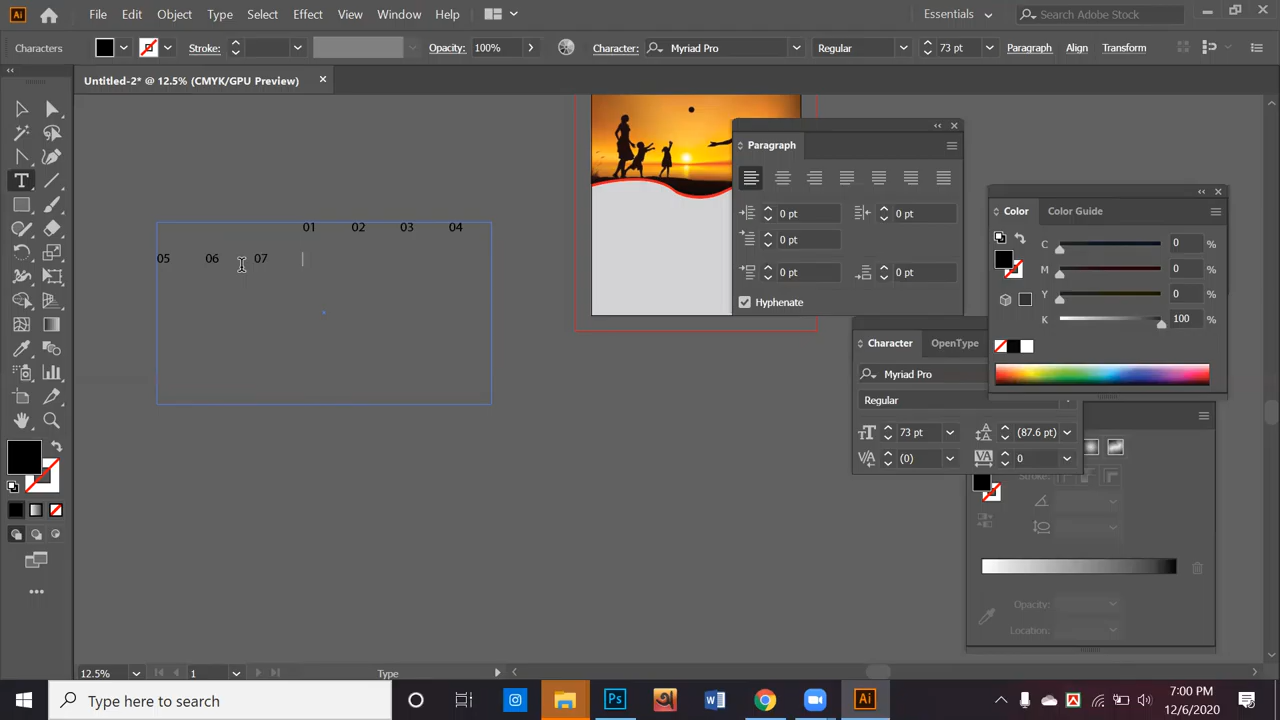 Ai File Edit Object Type Select Effect View Window Help Essentials Search Adobe Stock
Characters Stroke: Opacity: 100% Character: Myriad Pro Regular 73 pt Paragraph Align Transform
Untitled-2* @ 12.5% (CMYK/GPU Preview)
01 02 03 04
05 06 07
Paragraph
0 pt 0 pt
0 pt
0 pt 0 pt
Hyphenate
Color Color Guide
C 0 %
M 0 %
Y 0 %
K 100 %
Character OpenType
Myriad Pro
Regular
73 pt (87.6 pt)
(0) 0
Stroke:
Opacity:
Location:
12.5% 1 Type
Type here to search
Ps
Ai
7:00 PM
12/6/2020